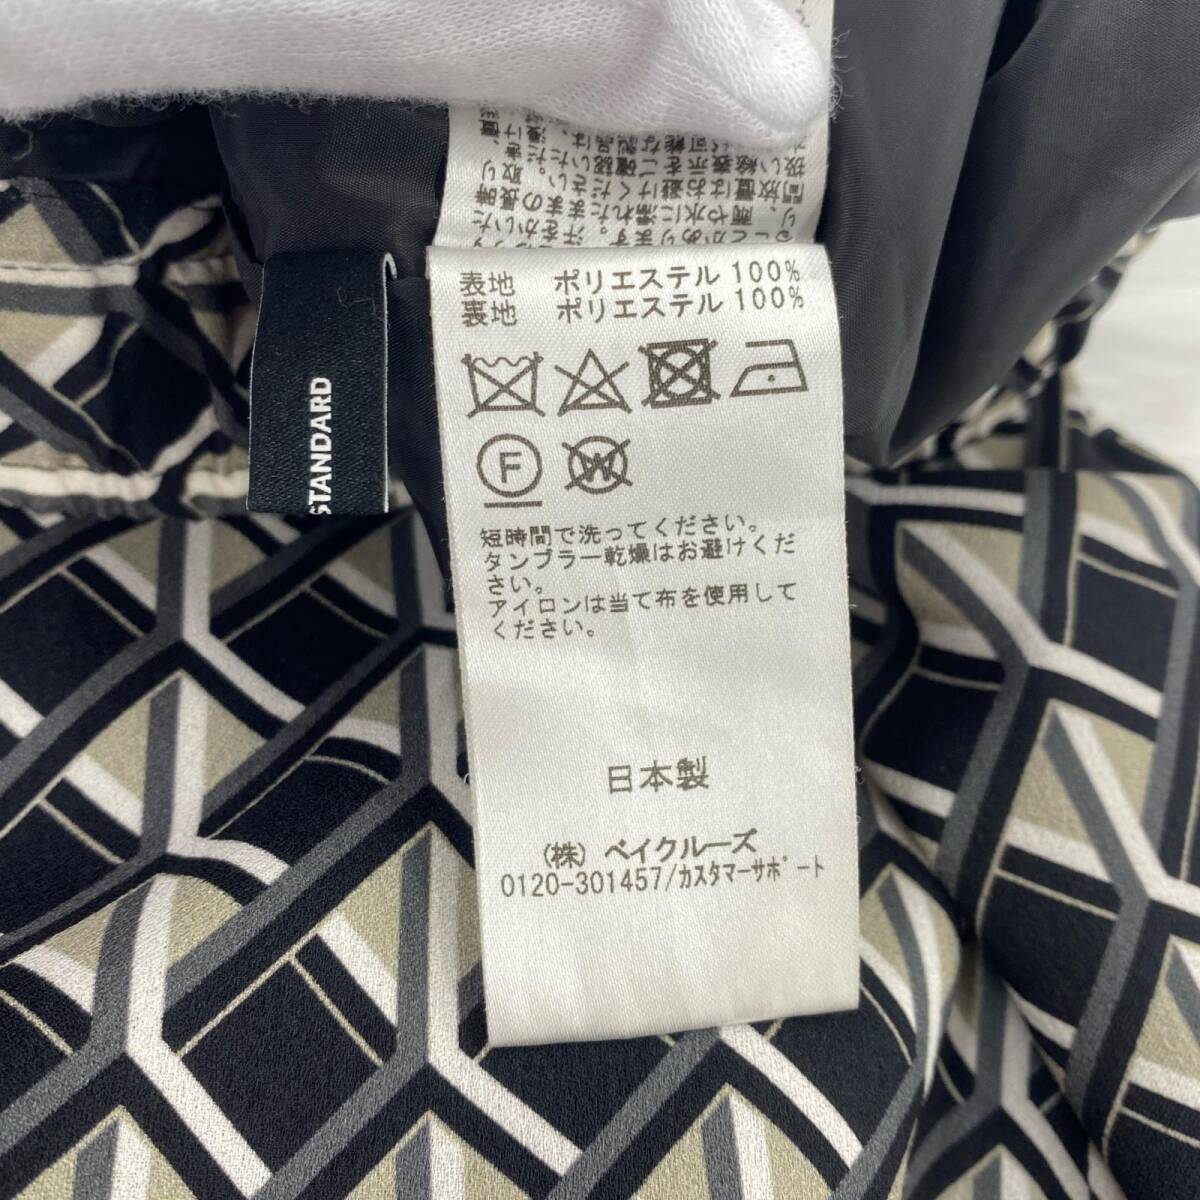 表地 ポリエステル 100%
裏地 ポリエステル 100%
F
W
短時間で洗ってください。
タンブラー乾燥はお避けくだ
さい。
アイロンは当て布を使用して
ください。
日本製
(株) ベイクルーズ
0120-301457/カスタマーサポート
STANDARD